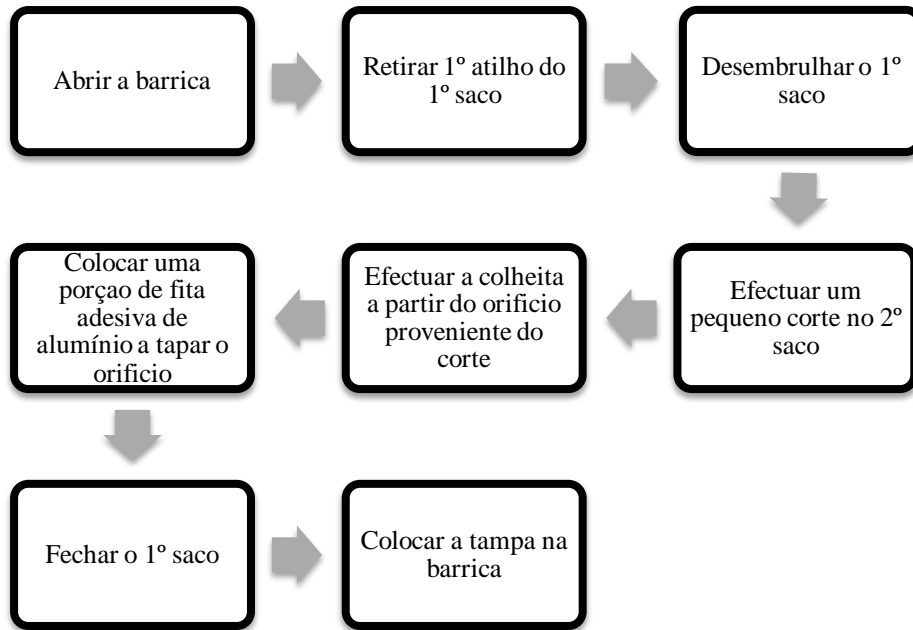 Abrir a barrica
Retirar 1º atilho do
1º saco
Desembrulhar o 1º
saco
Efectuar um
pequeno corte no 2º
saco
Efectuar a colheita
a partir do orificio
proveniente do
corte
Colocar uma
porçao de fita
adesiva de
alumínio a tapar o
orificio
Fechar o 1º saco
Colocar a tampa na
barrica